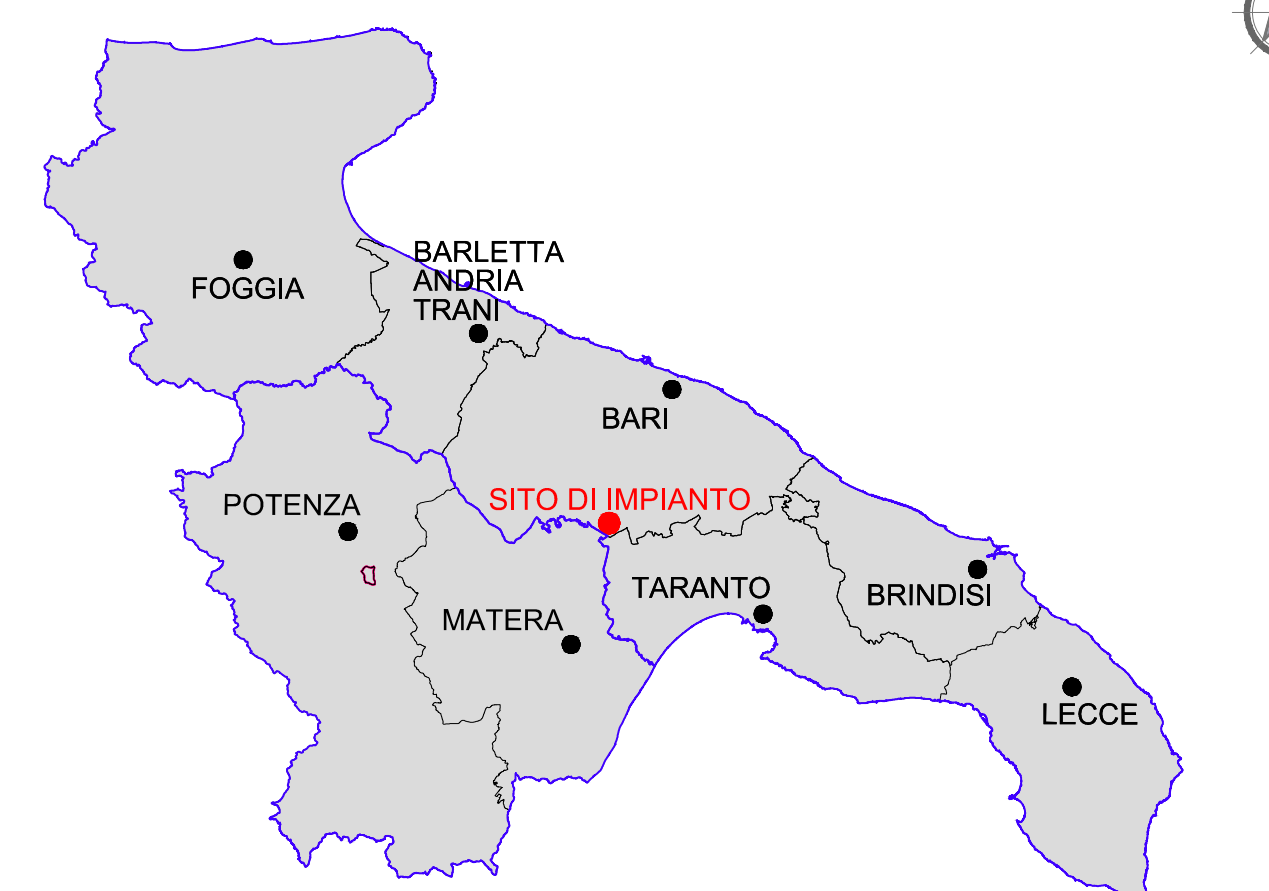 BARLETTA
ANDRIA
TRANI
FOGGIA
BARI
SITO DI IMPIANTO
POTENZA
TARANTO
BRINDISI
MATERA
LECCE